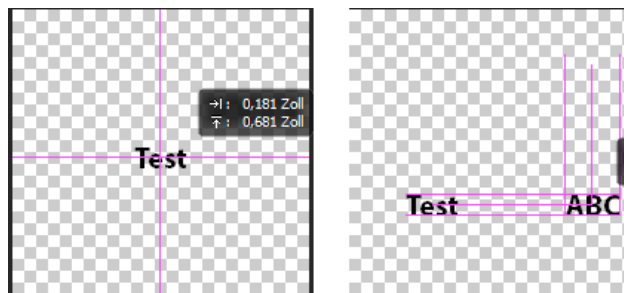 →I : 0,181 Zoll
↑ : 0,681 Zoll
Test
Test ABC